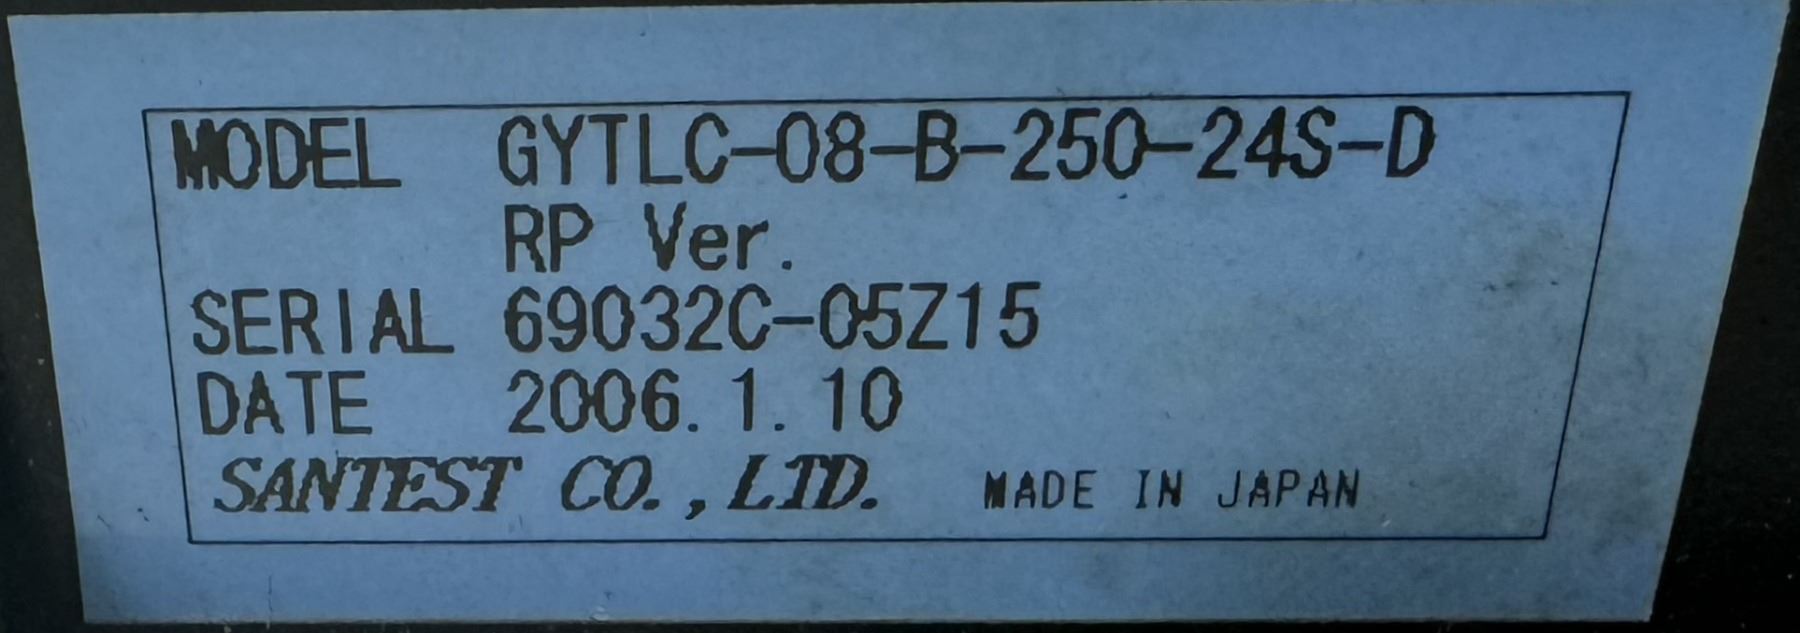 MODEL GYTLC-08-B-250-24S-D
RP Ver.
SERIAL 69032C-05Z15
DATE 2006.1.10
SANTEST CO.,LTD. MADE IN JAPAN